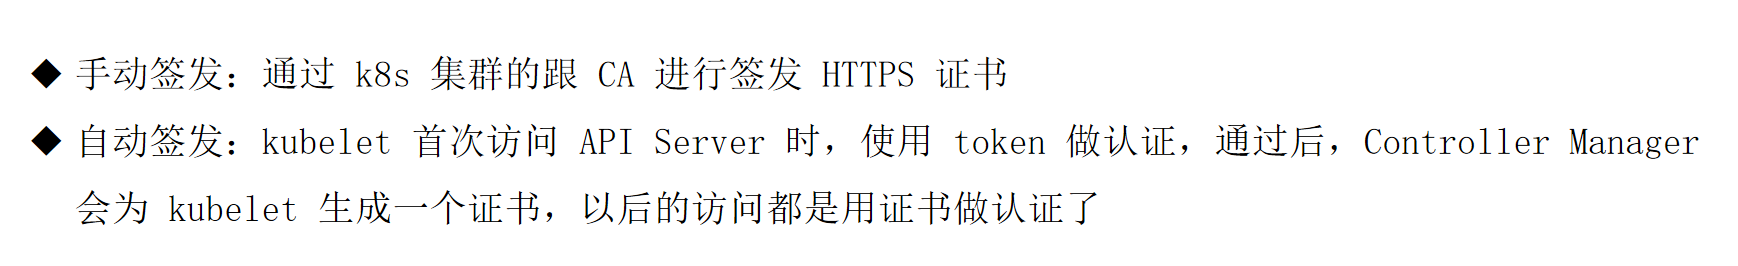 ◆ 手动签发：通过 k8s 集群的跟 CA 进行签发 HTTPS 证书
◆ 自动签发：kubelet 首次访问 API Server 时，使用 token 做认证，通过后，Controller Manager
会为 kubelet 生成一个证书，以后的访问都是用证书做认证了